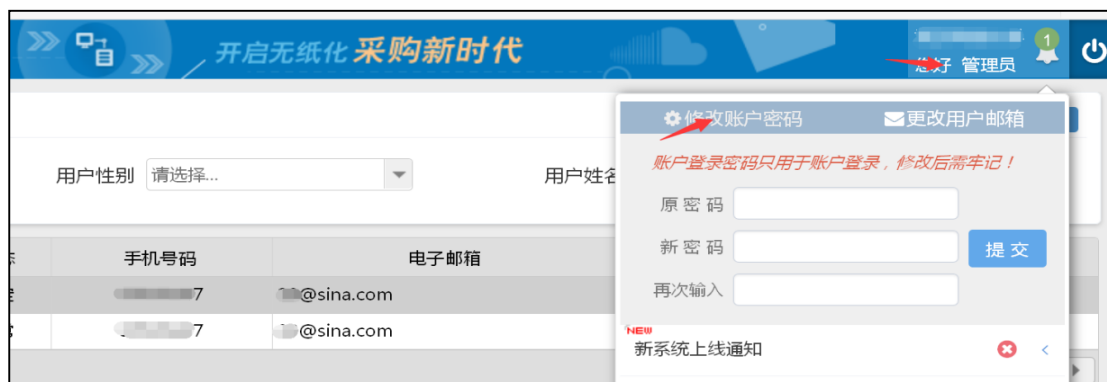 开启无纸化 采购新时代
1
您好 管理员
修改账户密码
更改用户邮箱
账户登录密码只用于账户登录，修改后需牢记！
用户性别
请选择...
用户姓名
原 密 码
新 密 码
提 交
再次输入
手机号码
电子邮箱
7
@sina.com
7
@sina.com
NEW
新系统上线通知